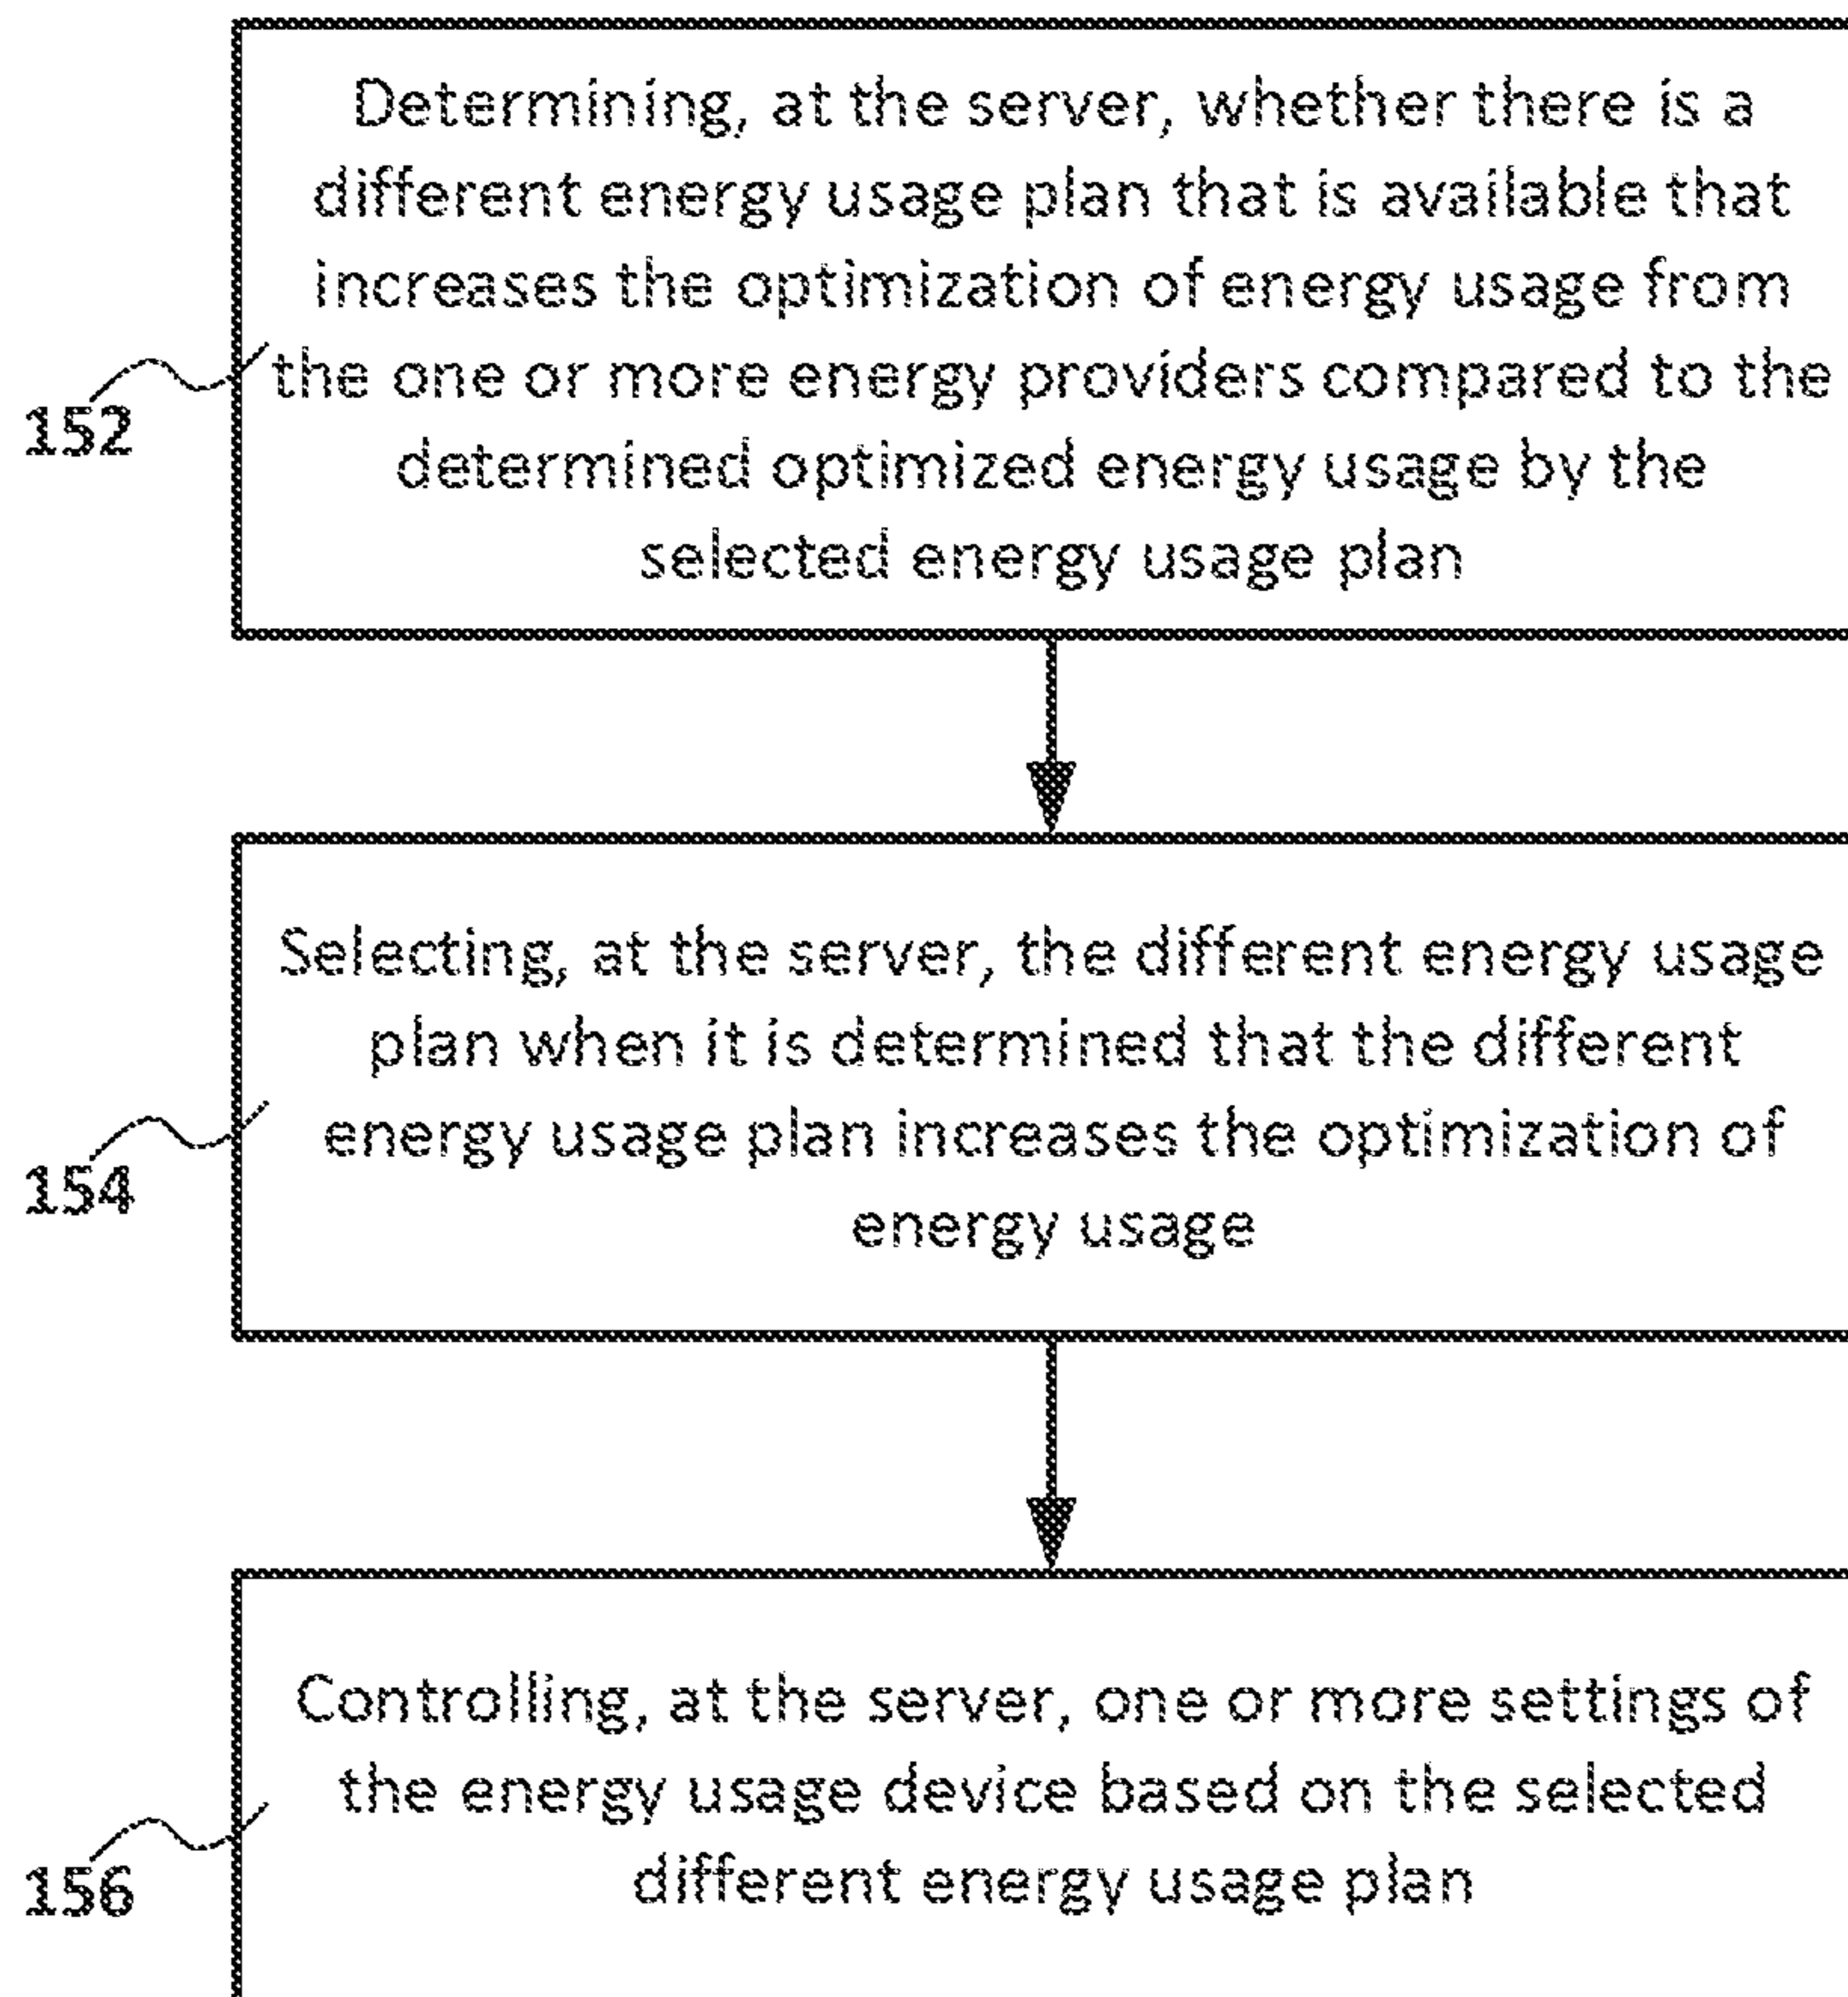 Determining, at the server, whether there is a
different energy usage plan that is available that
increases the optimization of energy usage from
the one or more energy providers compared to the
determined optimized energy usage by the
selected energy usage plan
152
Selecting, at the server, the different energy usage
plan when it is determined that the different
energy usage plan increases the optimization of
energy usage
154
Controlling, at the server, one or more settings of
the energy usage device based on the selected
different energy usage plan
156